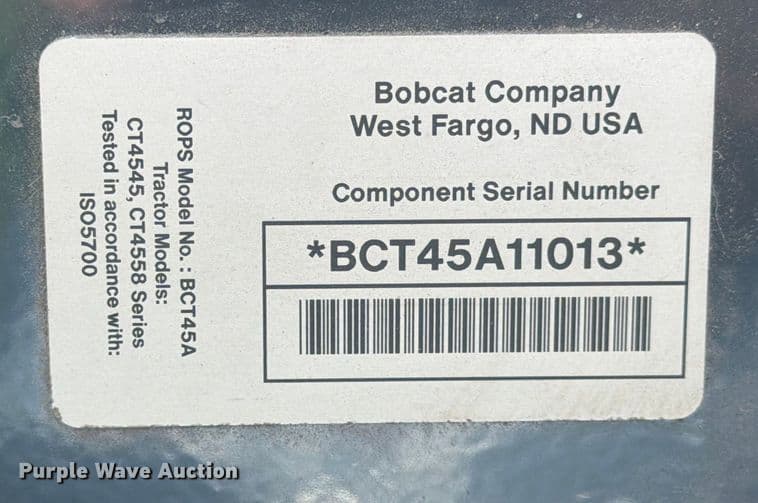 Bobcat Company
West Fargo, ND USA
Component Serial Number
*BCT45A11013*
ROPS Model No.: BCT45A
Tractor Models:
CT4545, CT4558 Series
Tested in accordance with:
ISO5700
Purple Wave Auction